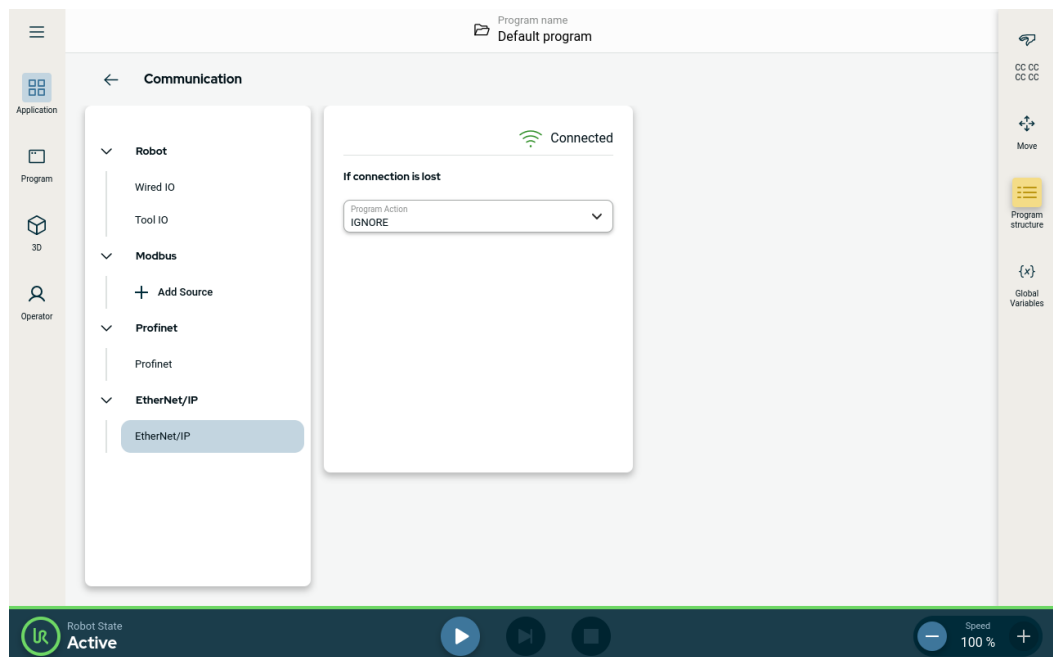 Program name
Default program
Communication
Application
Program
3D
Operator
Robot
Wired IO
Tool IO
Modbus
Add Source
Profinet
Profinet
EtherNet/IP
EtherNet/IP
Connected
If connection is lost
Program Action
IGNORE
CC CC
CC CC
Move
Program
structure
{x}
Global
Variables
UR
Robot State
Active
Speed
100 %